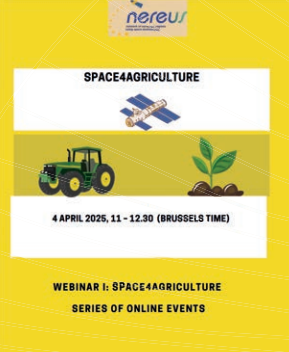 nereus
SPACE4AGRICULTURE
4 APRIL 2025, 11 - 12.30 (BRUSSELS TIME)
WEBINAR I: SPACE4AGRICULTURE
SERIES OF ONLINE EVENTS